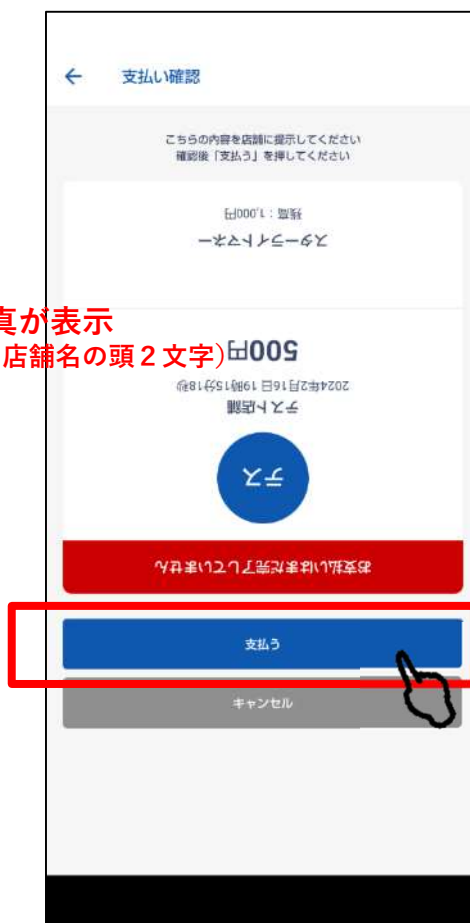 支払い確認
こちらの内容を店舗に提示してください
確認後「支払う」を押してください
残高：1,000円
スターライトマネー
真が表示
店舗名の頭２文字)
500円
2024年2月16日 19時15分18秒
テスト店舗
テス
お支払いはまだ完了していません
支払う
キャンセル